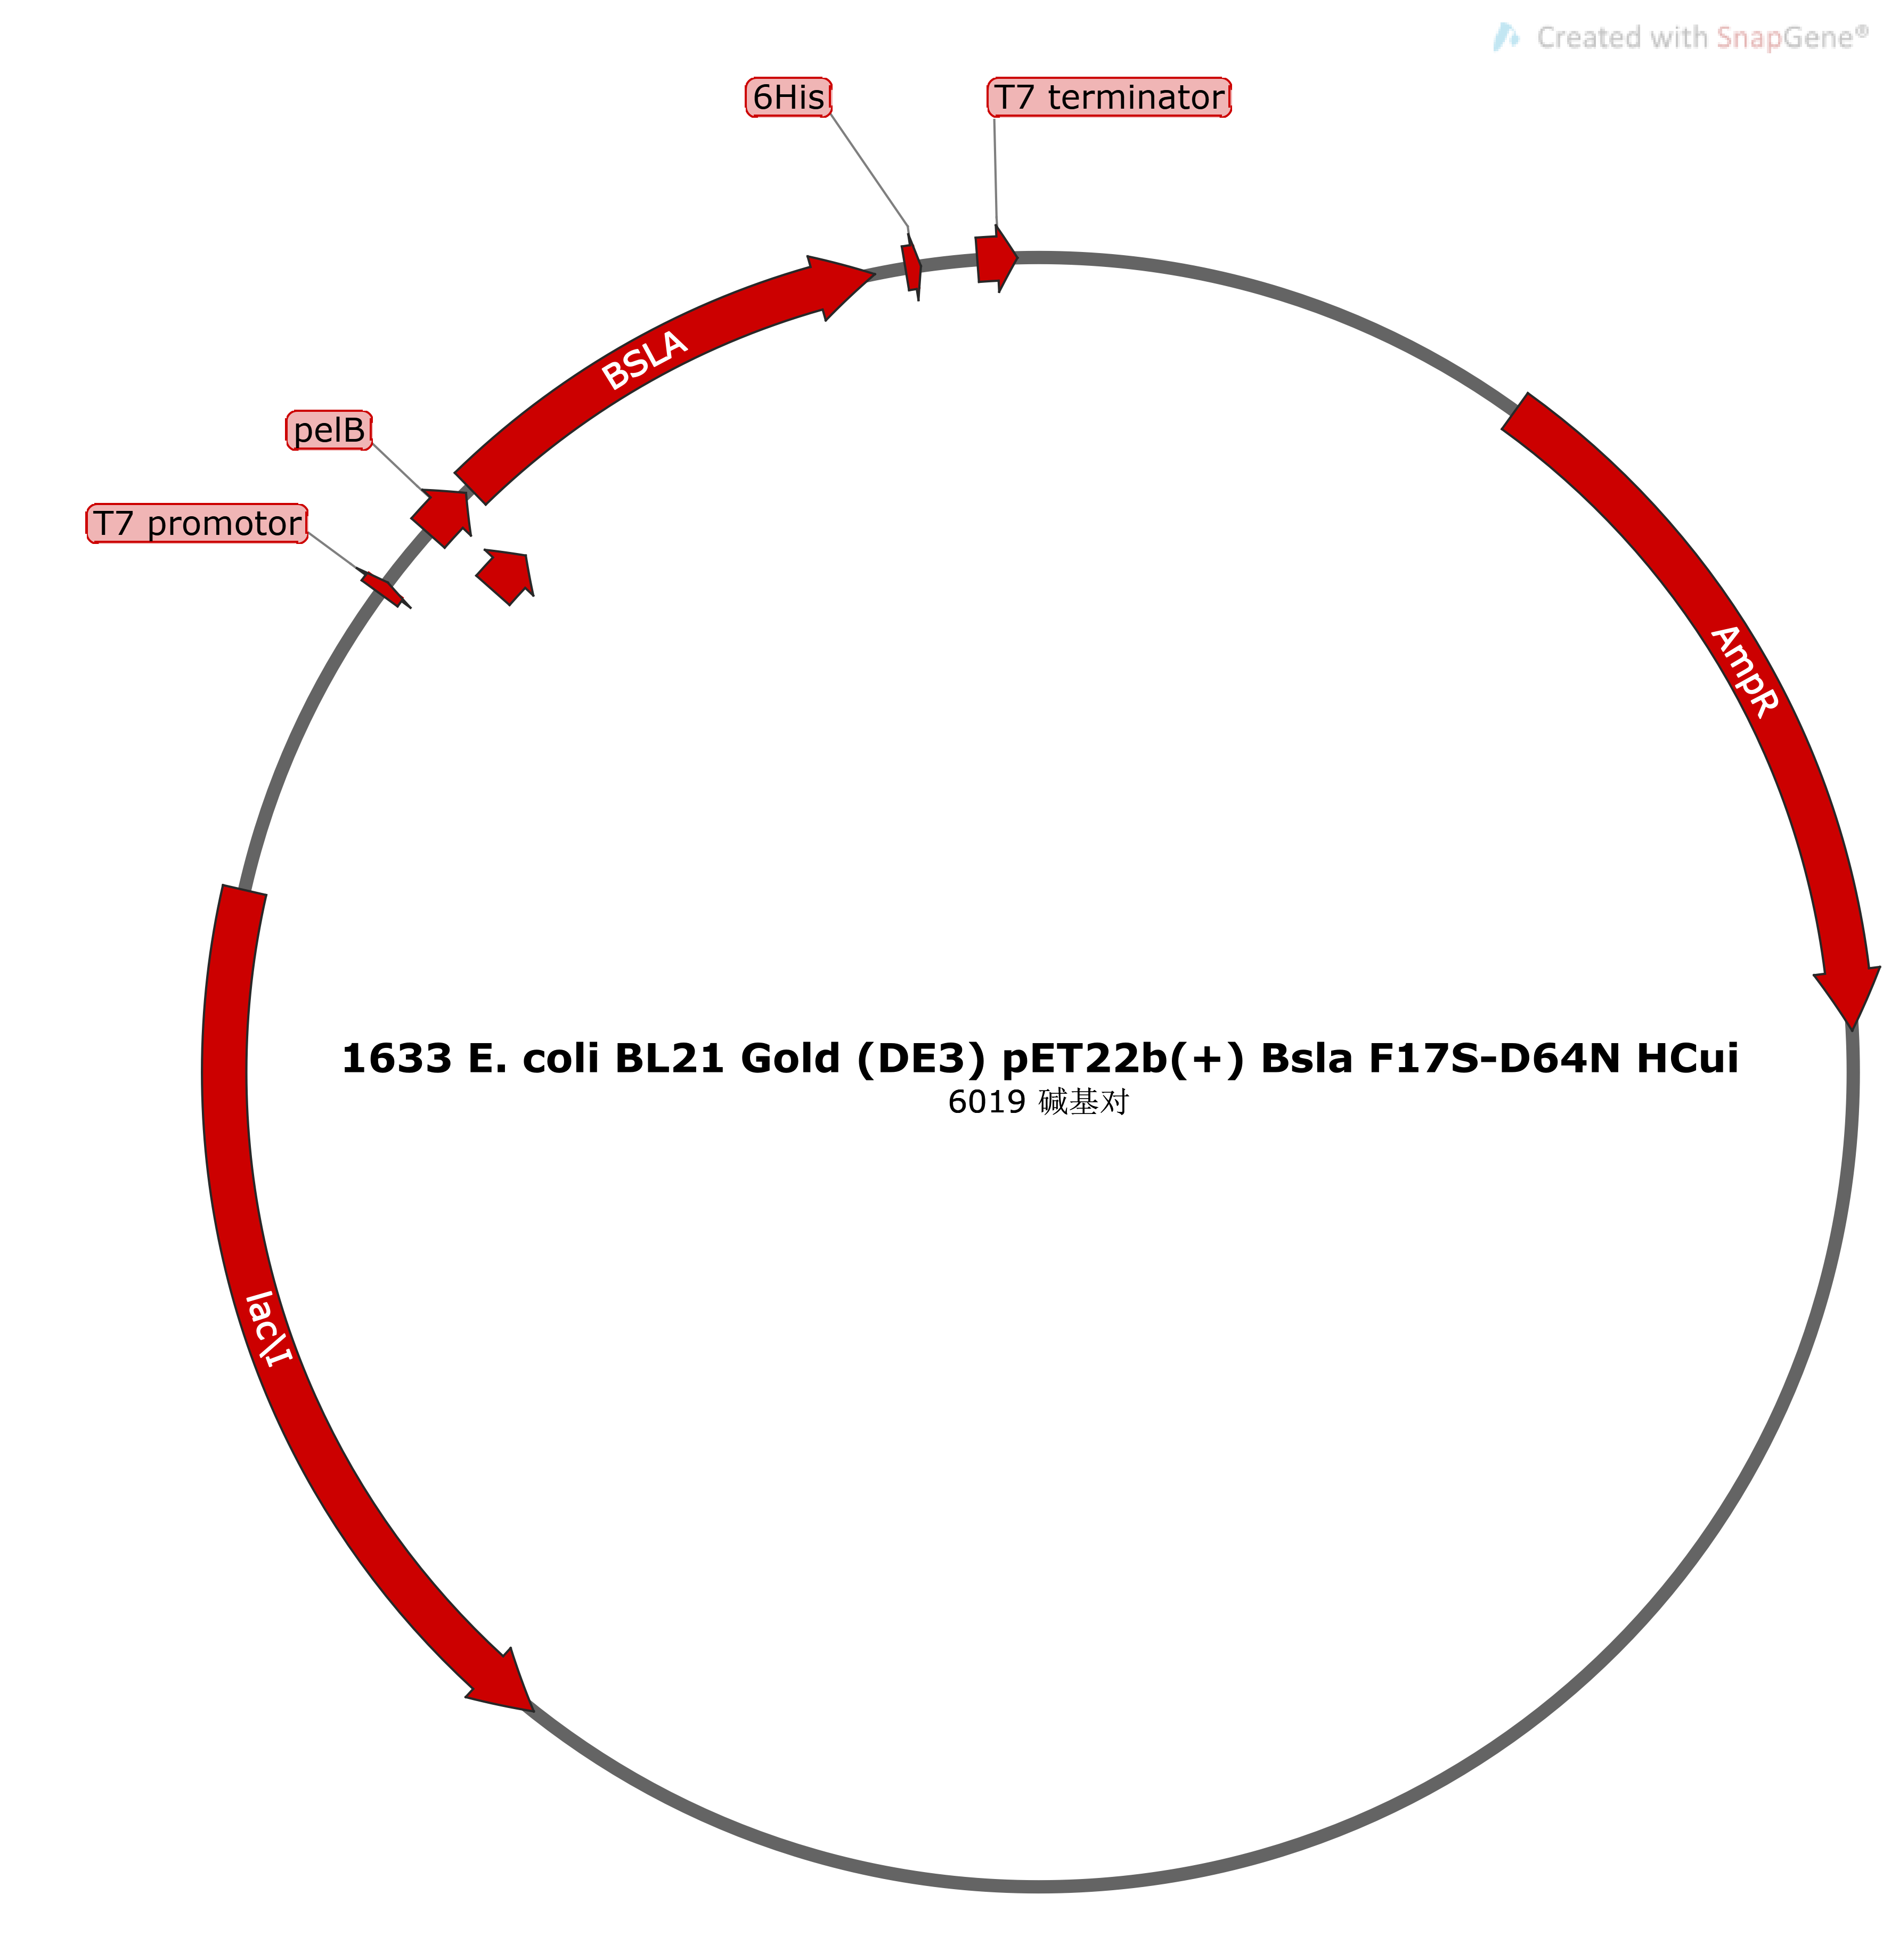 Created with SnapGene®
6His
T7 terminator
BSLA
pelB
T7 promotor
AmpR
1633 E. coli BL21 Gold (DE3) pET22b(+) Bsla F17S-D64N HCui
6019 碱基对
lac\I